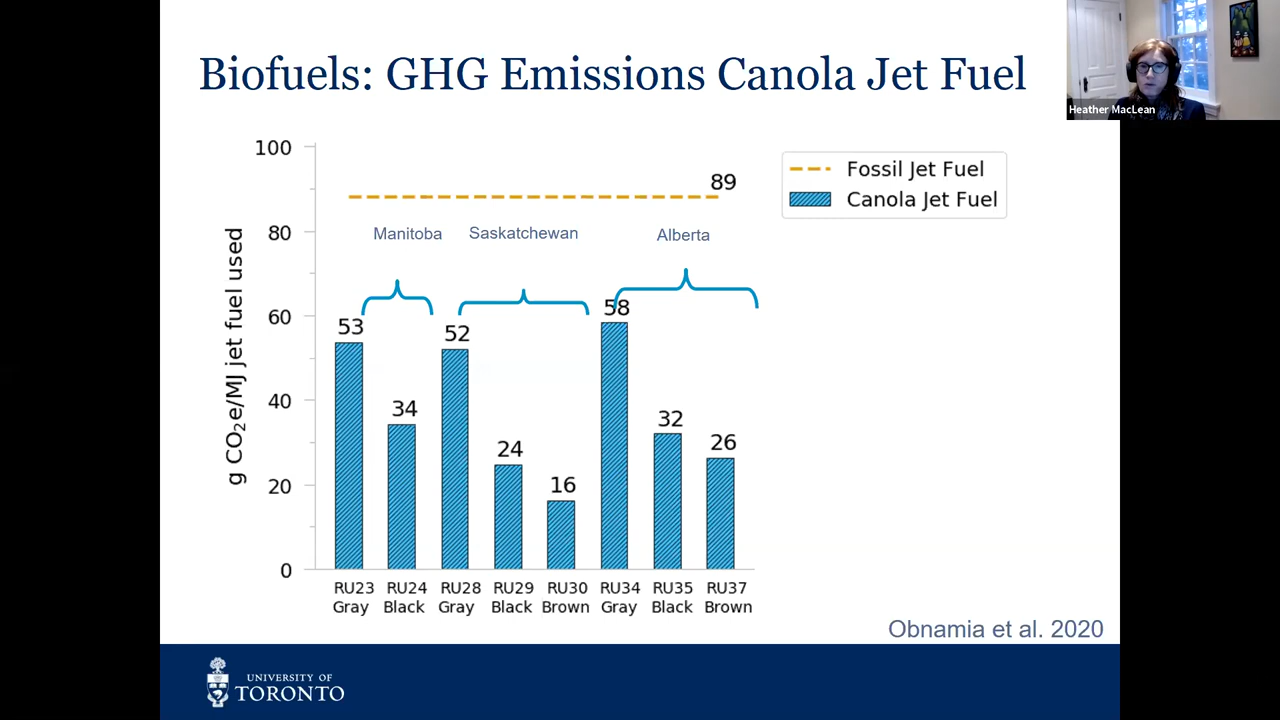 Biofuels: GHG Emissions Canola Jet Fuel
Heather MacLean
g CO₂e/MJ jet fuel used
100
80
60
40
20
0
89
Fossil Jet Fuel
Canola Jet Fuel
Manitoba Saskatchewan Alberta
53 34 52 24 16 58 32 26
RU23 RU24 RU28 RU29 RU30 RU34 RU35 RU37
Gray Black Gray Black Brown Gray Black Brown
Obnamia et al. 2020
UNIVERSITY OF
TORONTO